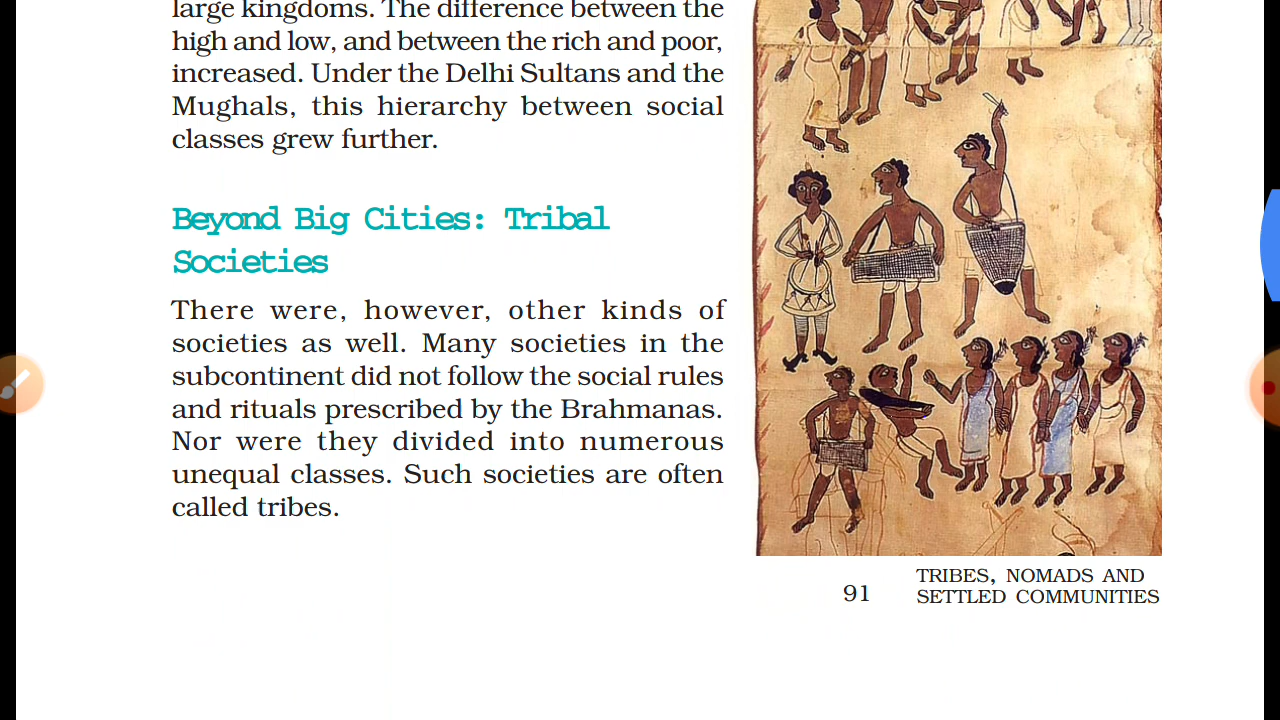 large kingdoms. The difference between the
high and low, and between the rich and poor,
increased. Under the Delhi Sultans and the
Mughals, this hierarchy between social
classes grew further.
Beyond Big Cities: Tribal
Societies
There were, however, other kinds of
societies as well. Many societies in the
subcontinent did not follow the social rules
and rituals prescribed by the Brahmanas.
Nor were they divided into numerous
unequal classes. Such societies are often
called tribes.
91
TRIBES, NOMADS AND
SETTLED COMMUNITIES